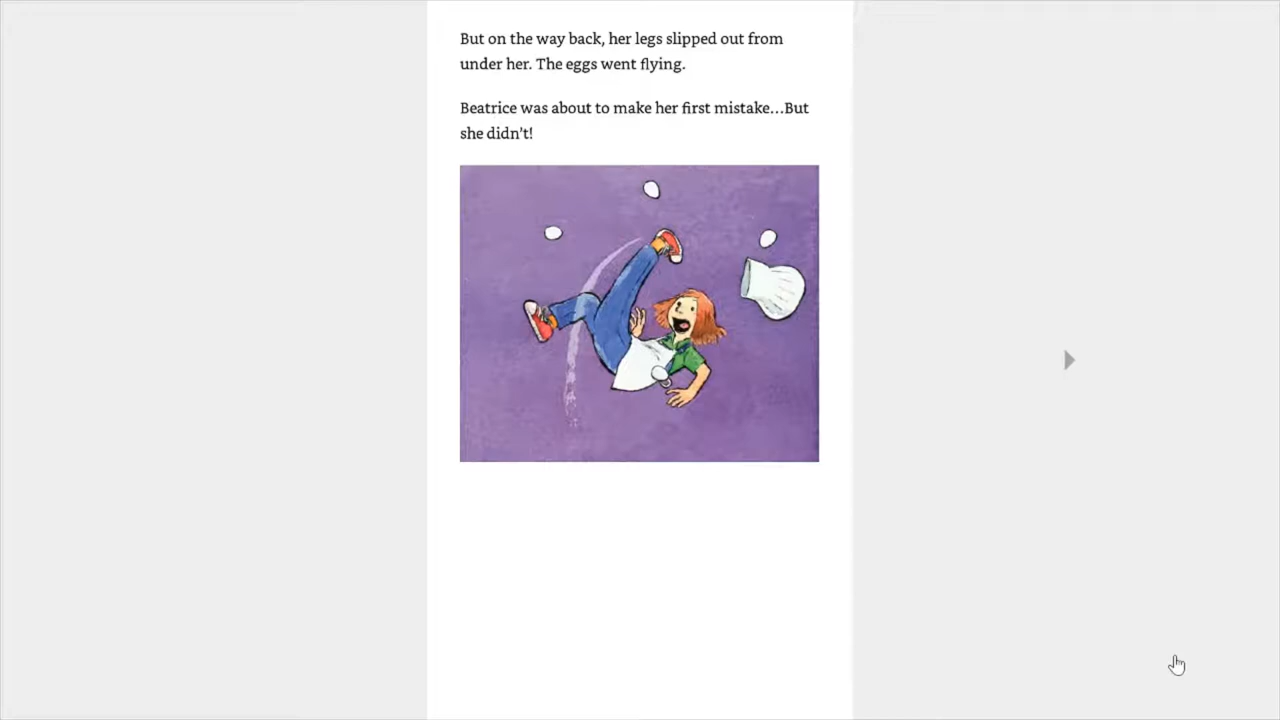 But on the way back, her legs slipped out from
under her. The eggs went flying.
Beatrice was about to make her first mistake…But
she didn’t!